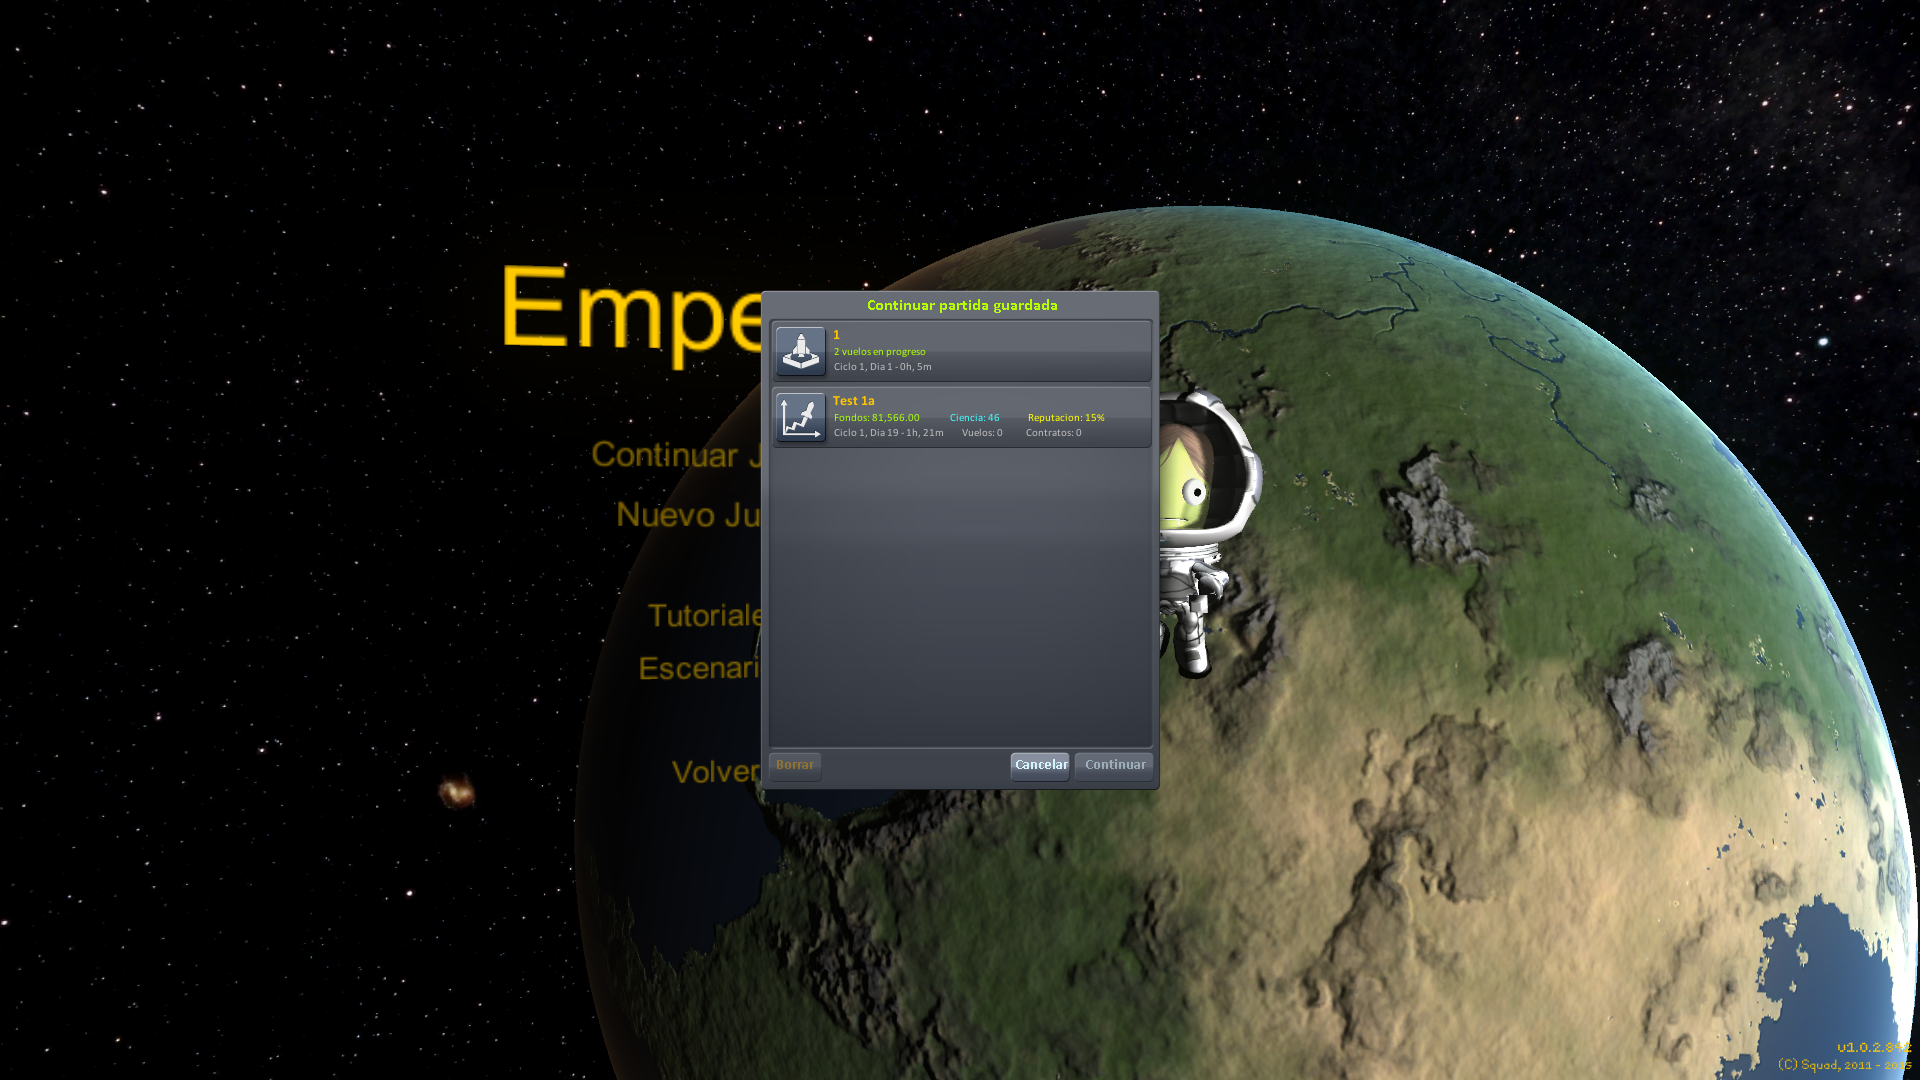 Empe
Continuar partida guardada
1
2 vuelos en progreso
Ciclo 1, Dia 1 - 0h, 5m
Test 1a
Fondos: 81,566.00 Ciencia: 46 Reputacion: 15%
Ciclo 1, Dia 19 - 1h, 21m Vuelos: 0 Contratos: 0
Continuar J
Nuevo Ju
Tutoriale
Escenari
Volver
Borrar Cancelar Continuar
(C) Squad, 2011 - 2015